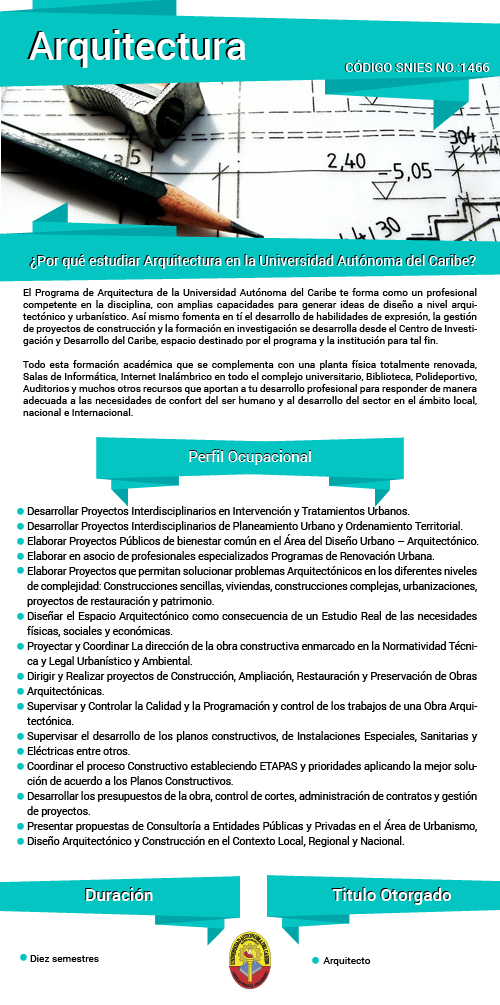 Arquitectura
CÓDIGO SNIES NO. 1466
304
2,40
5,05
¿Por qué estudiar Arquitectura en la Universidad Autónoma del Caribe?
El Programa de Arquitectura de la Universidad Autónoma del Caribe te forma como un profesional
competente en la disciplina, con amplias capacidades para generar ideas de diseño a nivel arqui-
tectónico y urbanístico. Así mismo fomenta en tí el desarrollo de habilidades de expresión, la gestión
de proyectos de construcción y la formación en investigación se desarrolla desde el Centro de Investi-
gación y Desarrollo del Caribe, espacio destinado por el programa y la institución para tal fin.
Todo esta formación académica que se complementa con una planta física totalmente renovada,
Salas de Informática, Internet Inalámbrico en todo el complejo universitario, Biblioteca, Polideportivo,
Auditorios y muchos otros recursos que aportan a tu desarrollo profesional para responder de manera
adecuada a las necesidades de confort del ser humano y al desarrollo del sector en el ámbito local,
nacional e Internacional.
Perfil Ocupacional
Desarrollar Proyectos Interdisciplinarios en Intervención y Tratamientos Urbanos.
Desarrollar Proyectos Interdisciplinarios de Planeamiento Urbano y Ordenamiento Territorial.
Elaborar Proyectos Públicos de bienestar común en el Área del Diseño Urbano – Arquitectónico.
Elaborar en asocio de profesionales especializados Programas de Renovación Urbana.
Elaborar Proyectos que permitan solucionar problemas Arquitectónicos en los diferentes niveles
de complejidad: Construcciones sencillas, viviendas, construcciones complejas, urbanizaciones,
proyectos de restauración y patrimonio.
Diseñar el Espacio Arquitectónico como consecuencia de un Estudio Real de las necesidades
físicas, sociales y económicas.
Proyectar y Coordinar La dirección de la obra constructiva enmarcado en la Normatividad Técni-
ca y Legal Urbanístico y Ambiental.
Dirigir y Realizar proyectos de Construcción, Ampliación, Restauración y Preservación de Obras
Arquitectónicas.
Supervisar y Controlar la Calidad y la Programación y control de los trabajos de una Obra Arqui-
tectónica.
Supervisar el desarrollo de los planos constructivos, de Instalaciones Especiales, Sanitarias y
Eléctricas entre otros.
Coordinar el proceso Constructivo estableciendo ETAPAS y prioridades aplicando la mejor solu-
ción de acuerdo a los Planos Constructivos.
Desarrollar los presupuestos de la obra, control de cortes, administración de contratos y gestión
de proyectos.
Presentar propuestas de Consultoría a Entidades Públicas y Privadas en el Área de Urbanismo,
Diseño Arquitectónico y Construcción en el Contexto Local, Regional y Nacional.
Duración
Titulo Otorgado
Diez semestres
Arquitecto